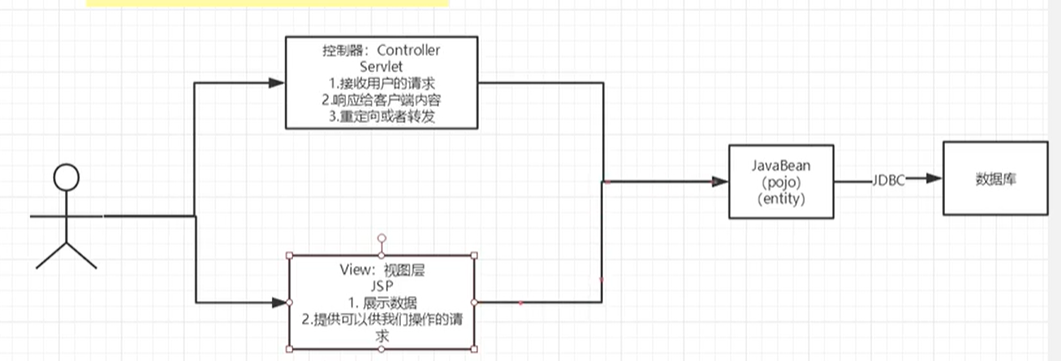 控制器：Controller
Servlet
1.接收用户的请求
2.响应给客户端内容
3.重定向或者转发
View：视图层
JSP
1. 展示数据
2.提供可以供我们操作的请
求
JavaBean
(pojo)
(entity)
JDBC
数据库